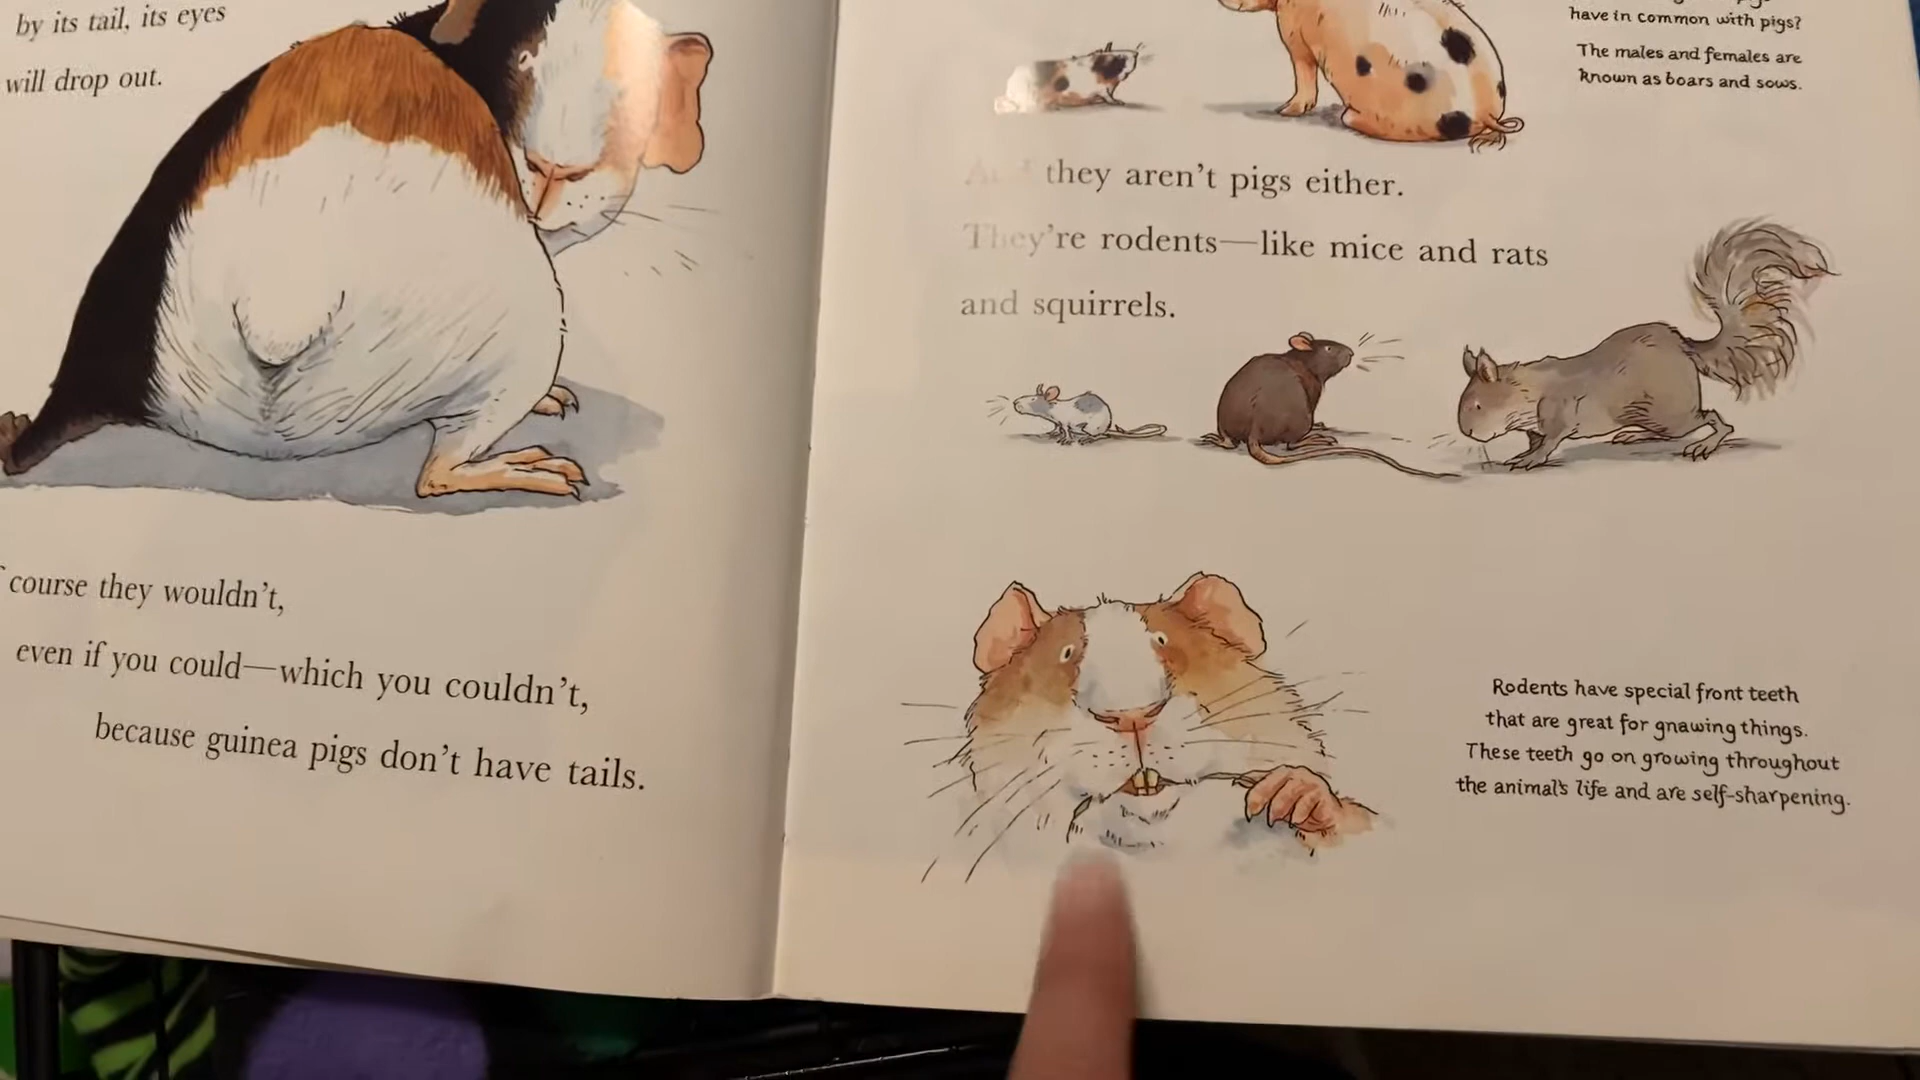 by its tail, its eyes
will drop out.
course they wouldn't,
even if you could—which you couldn't,
because guinea pigs don't have tails.
have in common with pigs?
The males and females are
known as boars and sows.
And they aren't pigs either.
They're rodents—like mice and rats
and squirrels.
Rodents have special front teeth
that are great for gnawing things.
These teeth go on growing throughout
the animal's life and are self-sharpening.